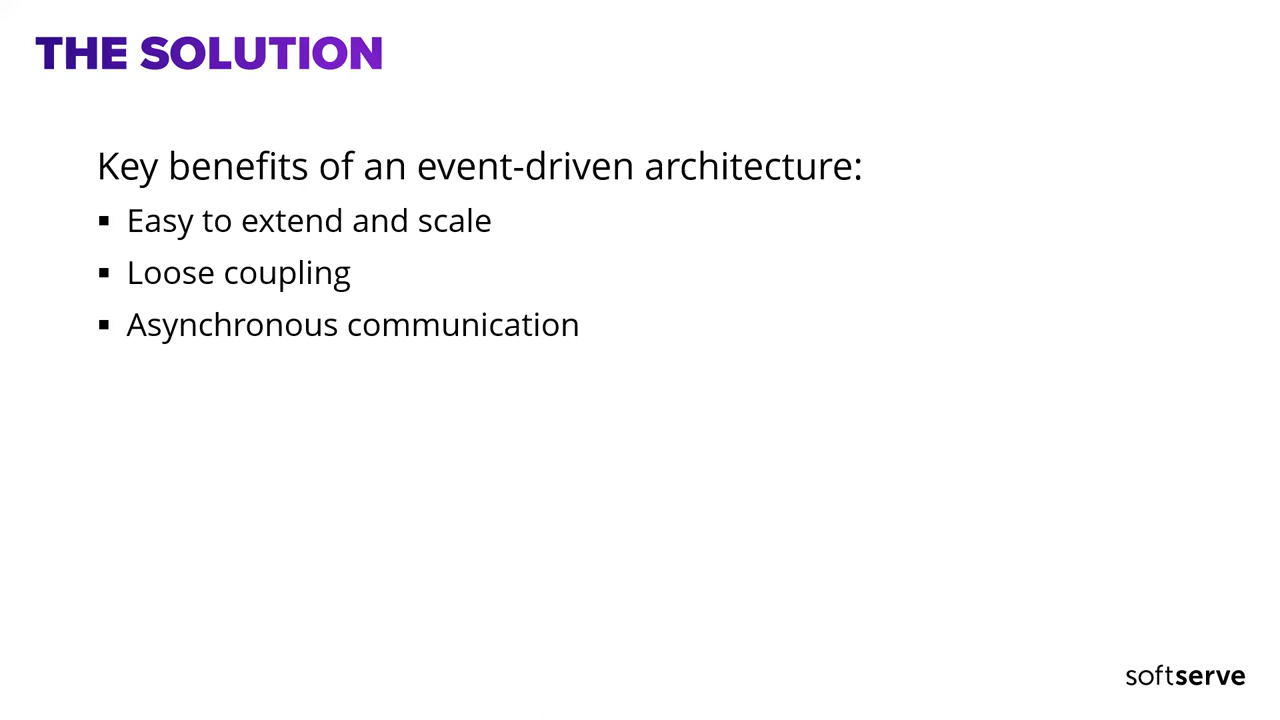 THE SOLUTION
Key benefits of an event-driven architecture:
▪ Easy to extend and scale
▪ Loose coupling
▪ Asynchronous communication
softserve